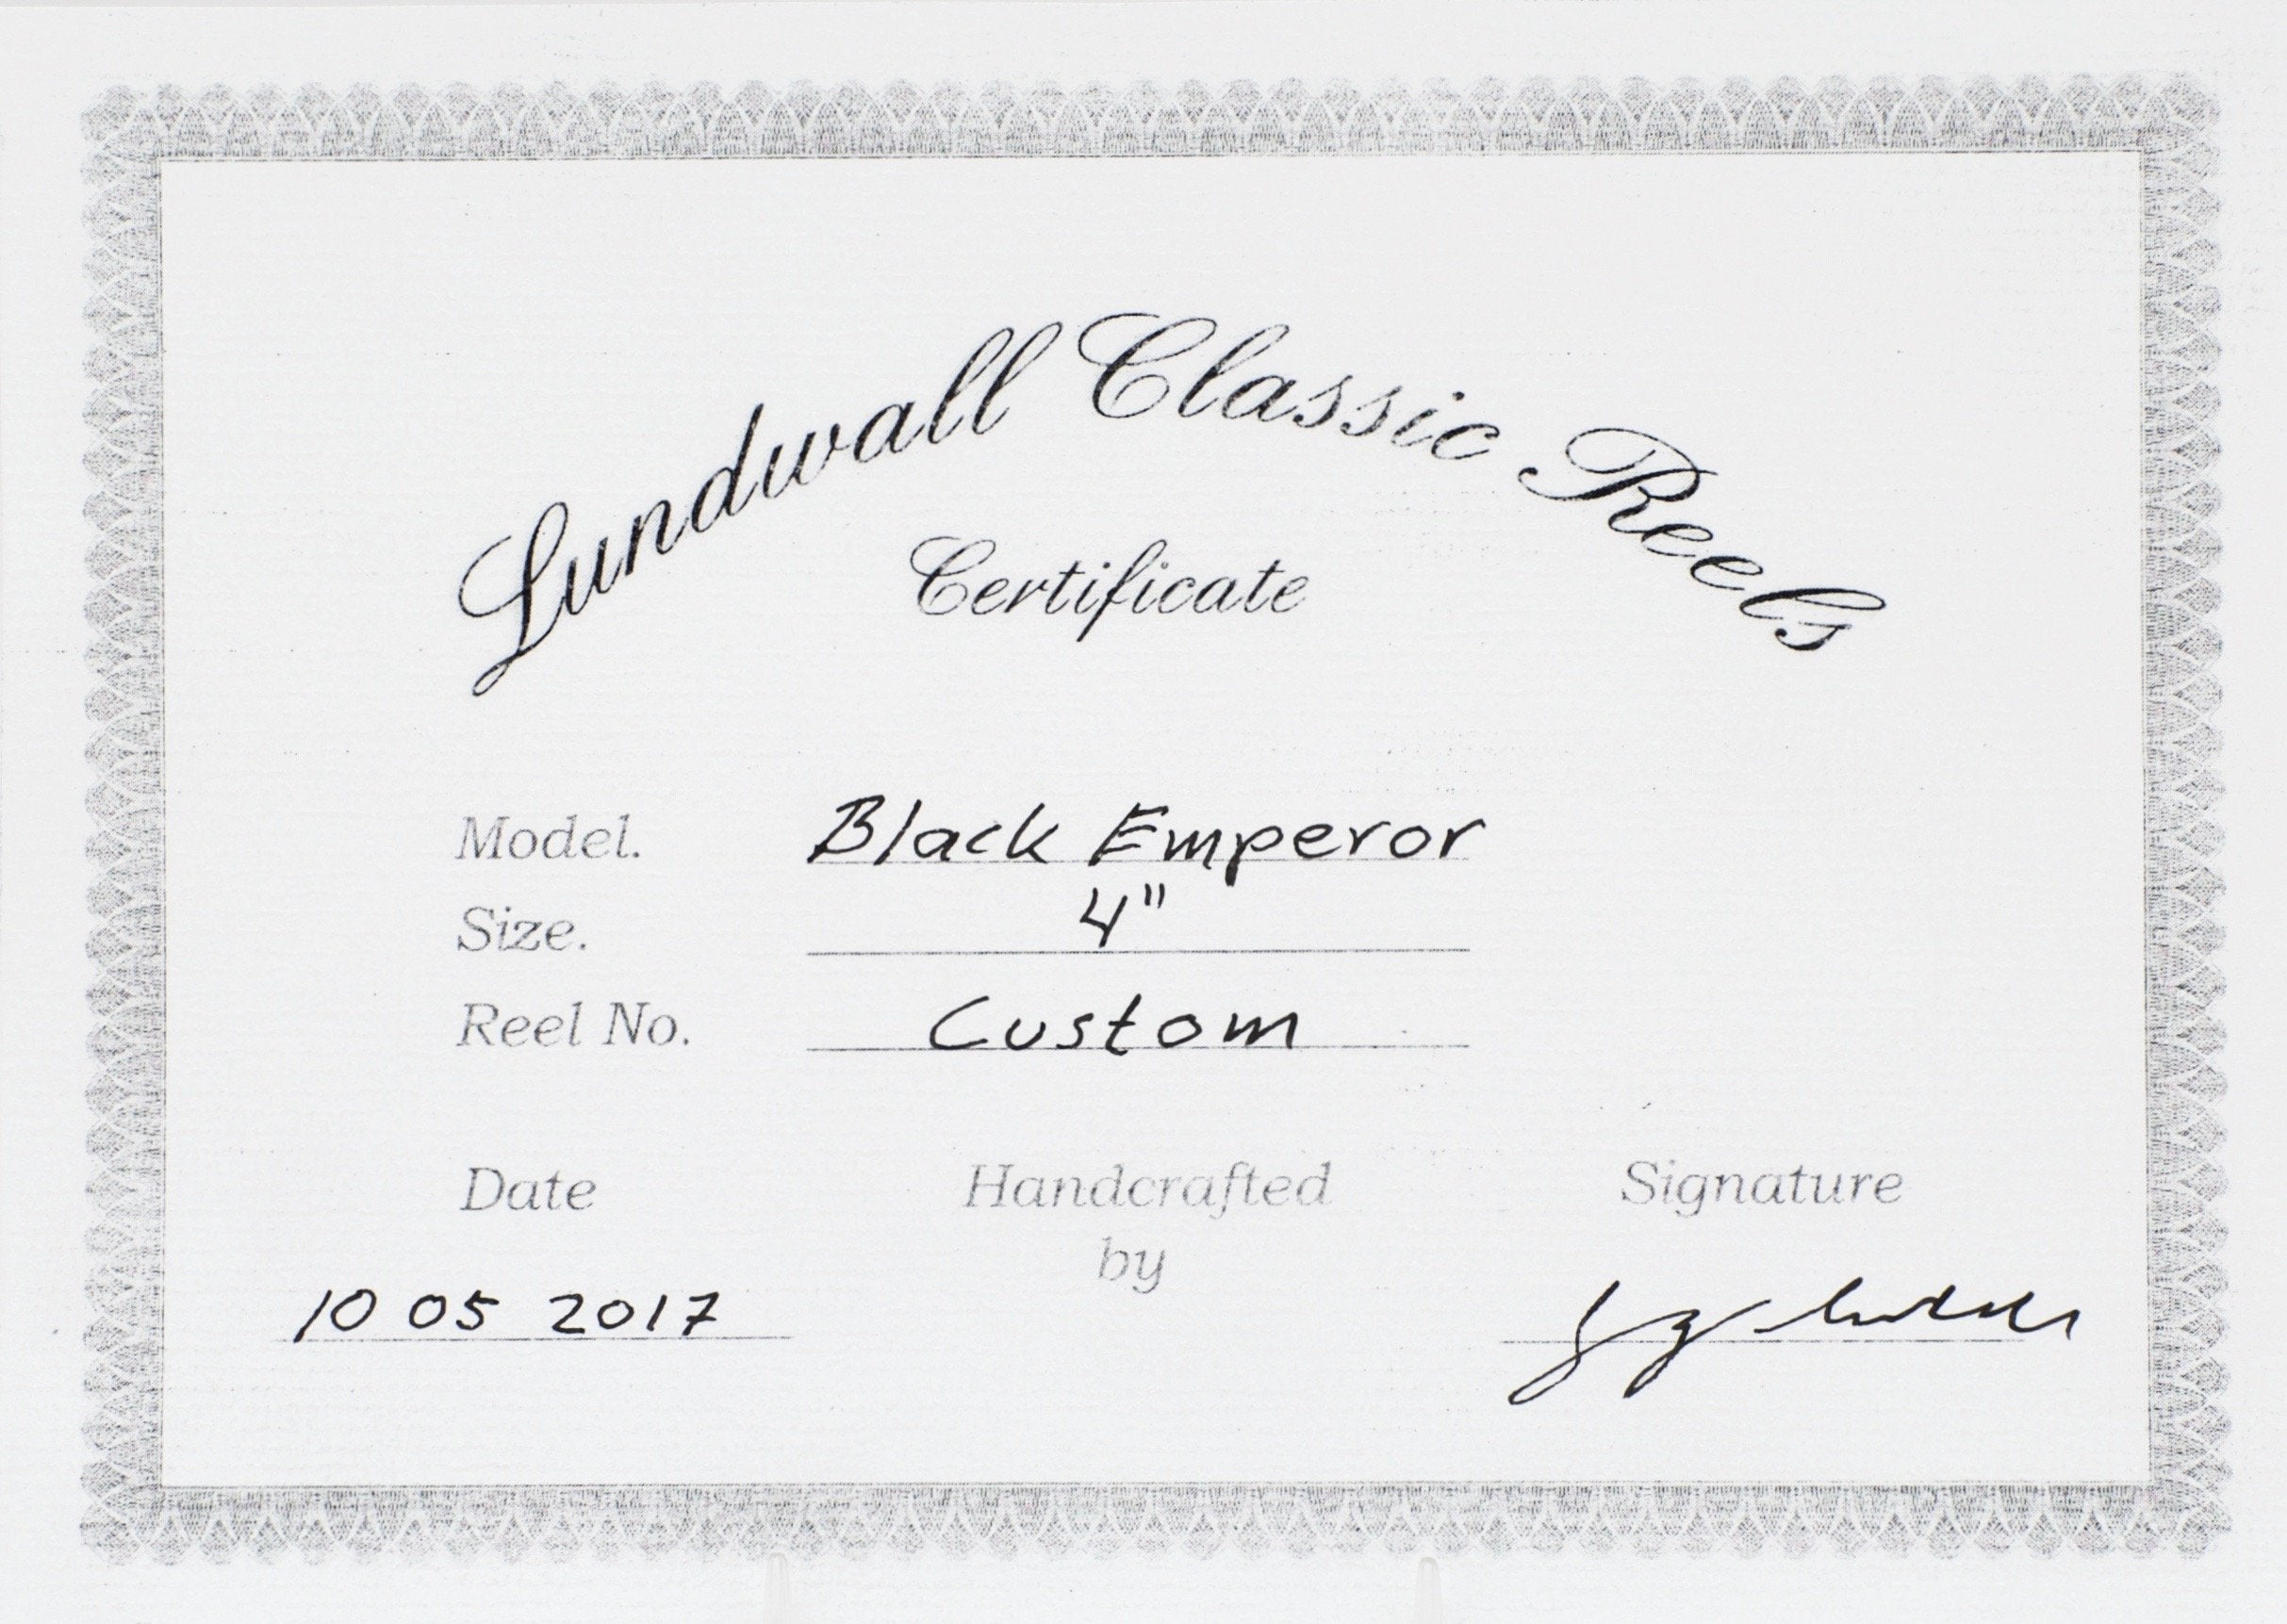 Lundwall Classic Reels
Certificate
Model. Black Emperor
Size. 4"
Reel No. Custom
Date Handcrafted Signature
by
10 05 2017